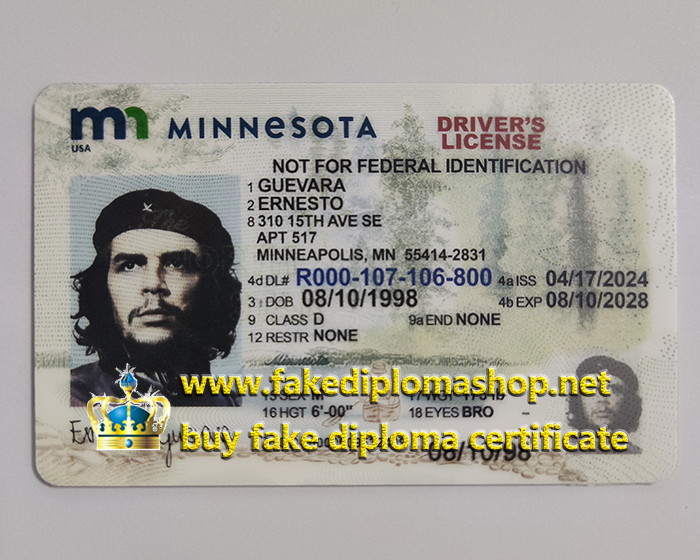 mn MINNESOTA
USA
DRIVER'S
LICENSE
NOT FOR FEDERAL IDENTIFICATION
1 GUEVARA
2 ERNESTO
8 310 15TH AVE SE
APT 517
MINNEAPOLIS, MN 55414-2831
4d DL# R000-107-106-800 4a ISS 04/17/2024
3 DOB 08/10/1998 4b EXP 08/10/2028
9 CLASS D 9a END NONE
12 RESTR NONE
www.fakediplomashop.net
16 HGT 6'-00" 18 EYES BRO
buy fake diploma certificate
08/10/98